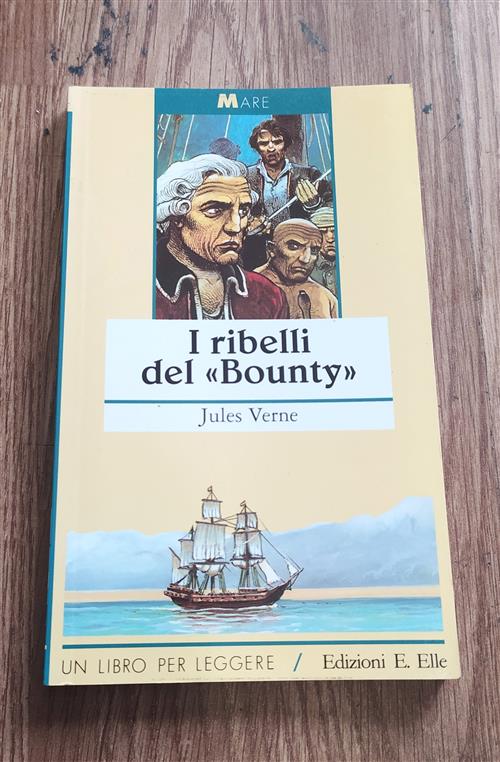 MARE
I ribelli
del «Bounty»
Jules Verne
UN LIBRO PER LEGGERE / Edizioni E. Elle